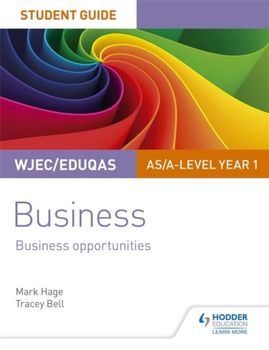 STUDENT GUIDE
WJEC/EDUQAS
AS/A-LEVEL YEAR 1
Business
Business opportunities
Mark Hage
Tracey Bell
HODDER
EDUCATION
LEARN MORE